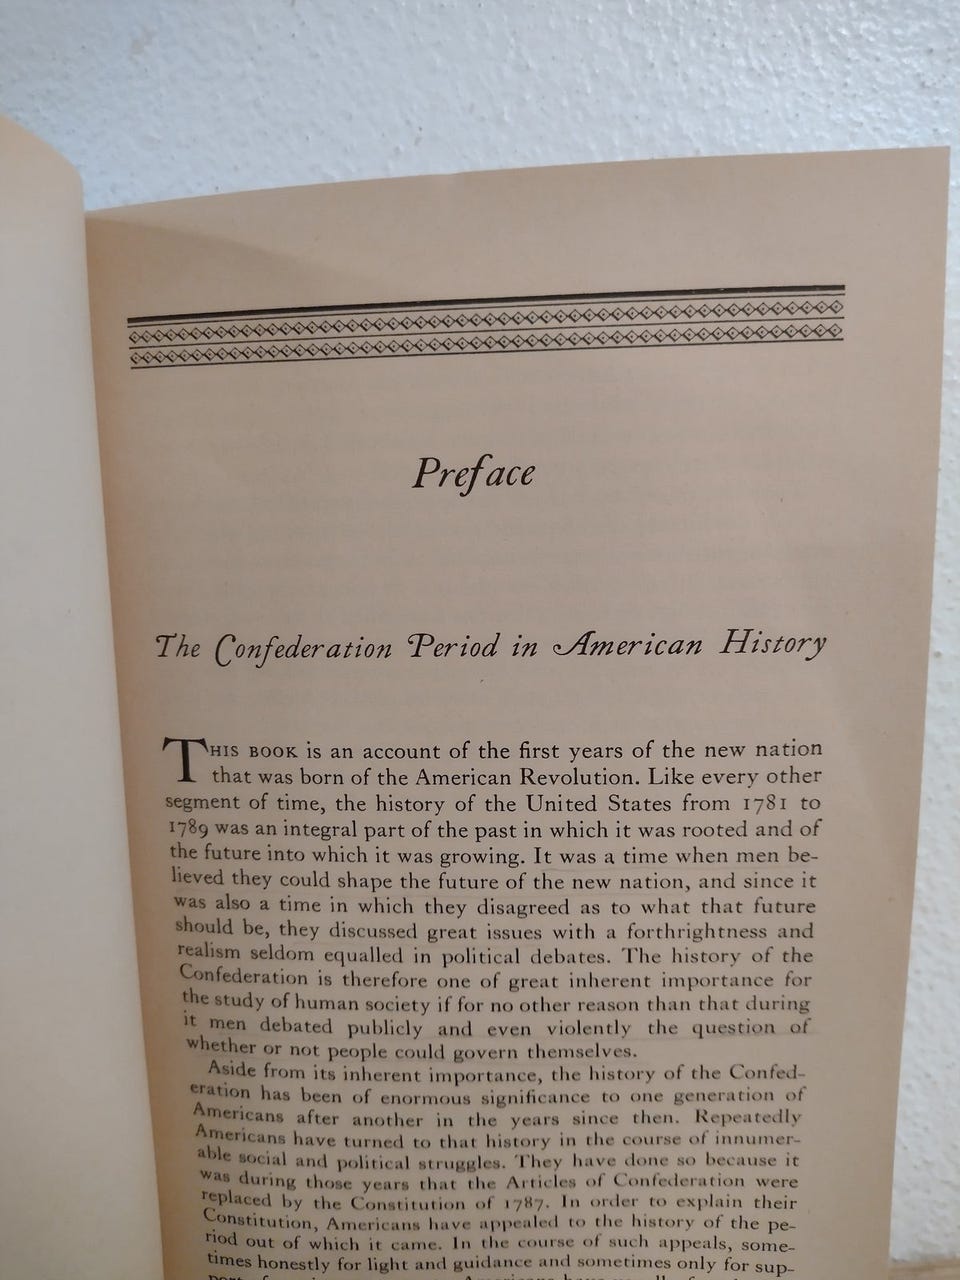 Preface
The Confederation Period in American History
THIS BOOK is an account of the first years of the new nation
that was born of the American Revolution. Like every other
segment of time, the history of the United States from 1781 to
1789 was an integral part of the past in which it was rooted and of
the future into which it was growing. It was a time when men be-
lieved they could shape the future of the new nation, and since it
was also a time in which they disagreed as to what that future
should be, they discussed great issues with a forthrightness and
realism seldom equalled in political debates. The history of the
Confederation is therefore one of great inherent importance for
the study of human society if for no other reason than that during
it men debated publicly and even violently the question of
whether or not people could govern themselves.
Aside from its inherent importance, the history of the Confed-
eration has been of enormous significance to one generation of
Americans after another in the years since then. Repeatedly
Americans have turned to that history in the course of innumer-
able social and political struggles. They have done so because it
was during those years that the Articles of Confederation were
replaced by the Constitution of 1787. In order to explain their
Constitution, Americans have appealed to the history of the pe-
riod out of which it came. In the course of such appeals, some-
times honestly for light and guidance and sometimes only for sup-